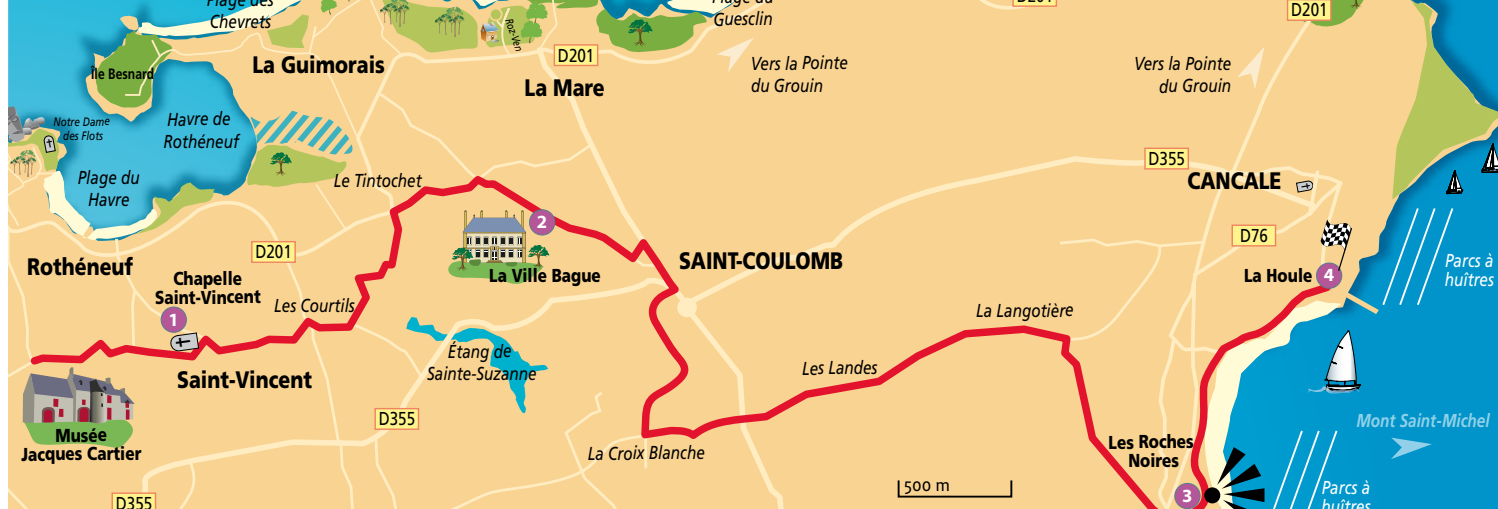 Plage des
Chevrets
Roz-Ven
Plage du
Guesclin
D201
D201
D201
La Guimorais
La Mare
Vers la Pointe
du Grouin
Vers la Pointe
du Grouin
Île Besnard
Notre Dame
des Flots
Havre de
Rothéneuf
Plage du
Havre
Le Tintochet
D355
CANCALE
2
D76
Rothéneuf
D201
Chapelle
Saint-Vincent
1
Les Courtils
La Ville Bague
SAINT-COULOMB
La Houle
4
Parcs à
huîtres
La Langotière
Étang de
Sainte-Suzanne
Les Landes
Saint-Vincent
D355
Mont Saint-Michel
Musée
Jacques Cartier
La Croix Blanche
Les Roches
Noires
500 m
3
Parcs à
huîtres
D355